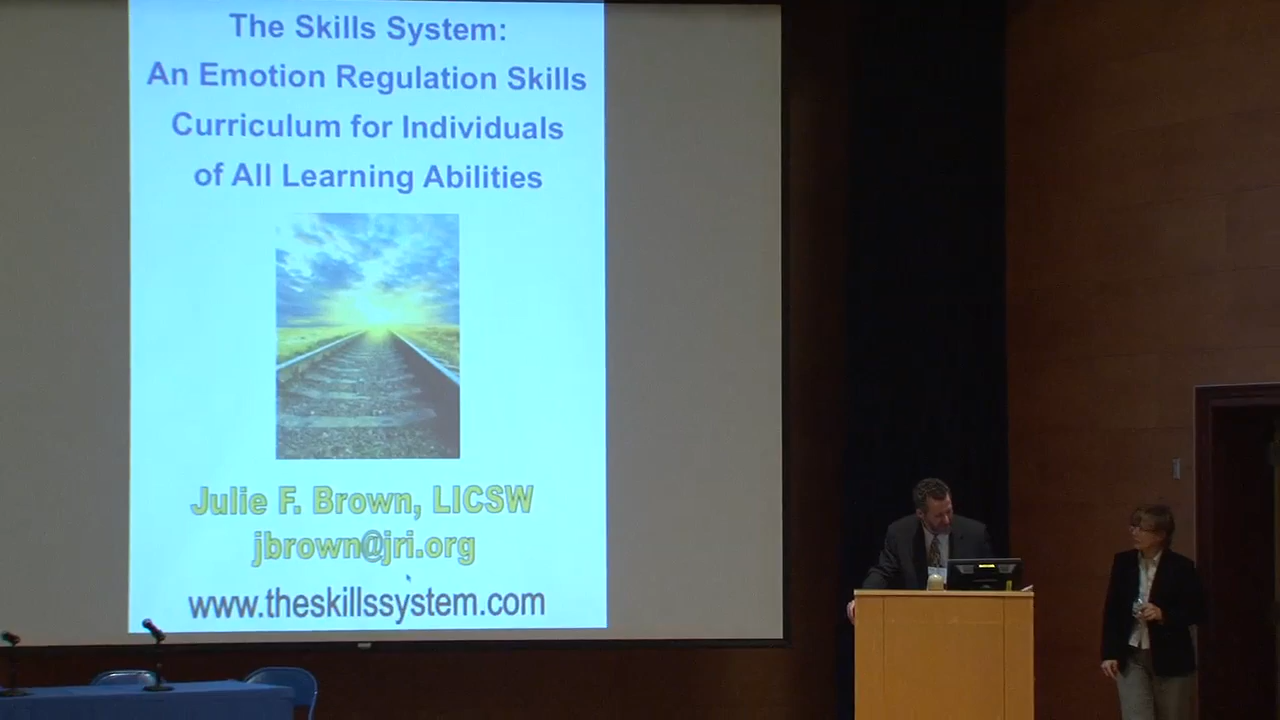 The Skills System:
An Emotion Regulation Skills
Curriculum for Individuals
of All Learning Abilities
Julie F. Brown, LICSW
jbrown@jri.org
www.theskillssystem.com